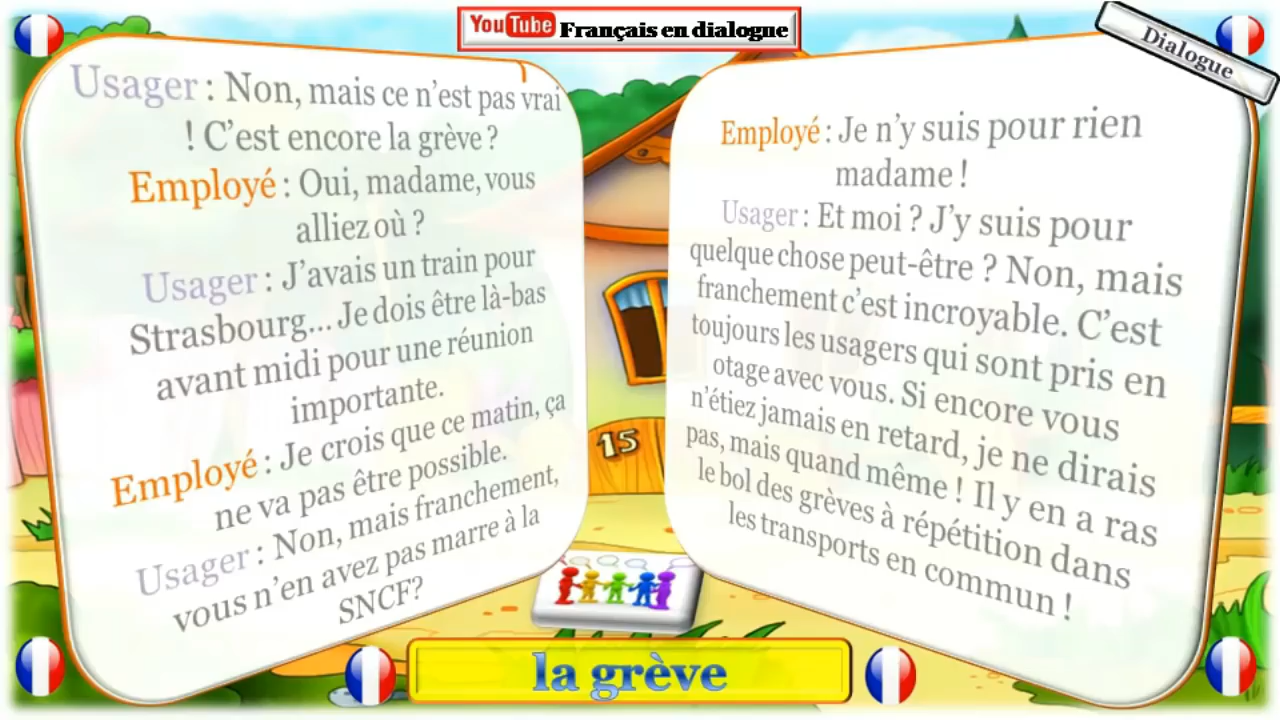 YouTube Français en dialogue
Dialogue
Usager : Non, mais ce n’est pas vrai
! C’est encore la grève ?
Employé : Oui, madame, vous
alliez où ?
Usager : J’avais un train pour
Strasbourg... Je dois être là-bas
avant midi pour une réunion
importante.
Employé : Je crois que ce matin, ça
ne va pas être possible.
Usager : Non, mais franchement,
vous n’en avez pas marre à la
SNCF?
Employé : Je n’y suis pour rien
madame !
Usager : Et moi ? J’y suis pour
quelque chose peut-être ? Non, mais
franchement c’est incroyable. C’est
toujours les usagers qui sont pris en
otage avec vous. Si encore vous
n’étiez jamais en retard, je ne dirais
pas, mais quand même ! Il y en a ras
le bol des grèves à répétition dans
les transports en commun !
15
la grève